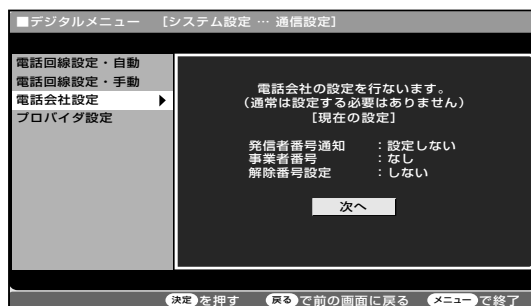 ■デジタルメニュー [システム設定 … 通信設定]
電話回線設定・自動
電話回線設定・手動
電話会社設定
プロバイダ設定
電話会社の設定を行ないます。
(通常は設定する必要はありません)
[現在の設定]
発信者番号通知 :設定しない
事業者番号 :なし
解除番号設定 :しない
次へ
決定を押す 戻るで前の画面に戻る メニューで終了